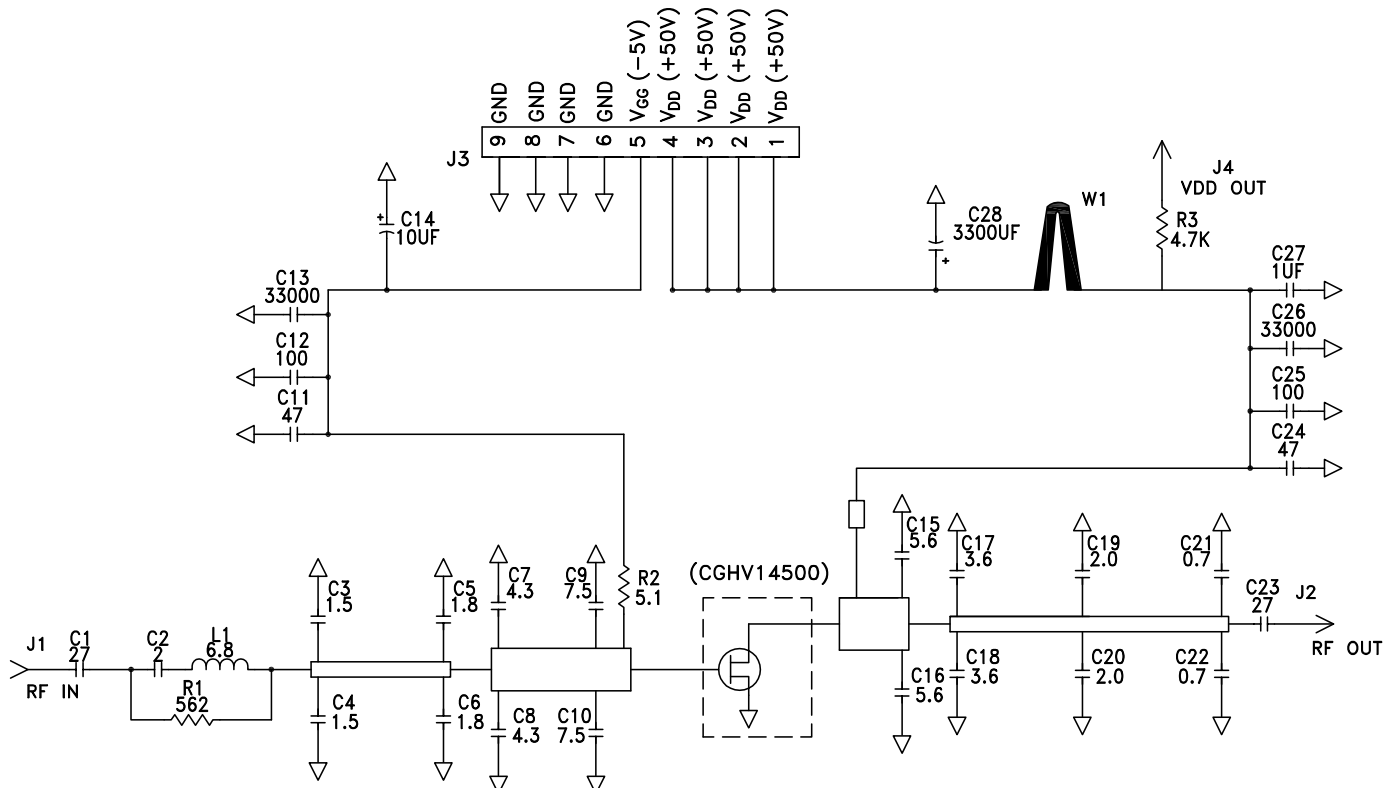 GND
GND
GND
GND
VGG (-5V)
VDD (+50V)
VDD (+50V)
VDD (+50V)
VDD (+50V)
9
8
7
6
5
4
3
2
1
J3
C14
10UF
C28
3300UF
W1
J4
VDD OUT
R3
4.7K
C13
33000
C12
100
C11
47
C27
1UF
C26
33000
C25
100
C24
47
J1
RF IN
C1
27
C2
2
L1
6.8
R1
562
C3
1.5
C4
1.5
C5
1.8
C6
1.8
C7
4.3
C8
4.3
C9
7.5
C10
7.5
R2
5.1
(CGHV14500)
C15
5.6
C16
5.6
C17
3.6
C18
3.6
C19
2.0
C20
2.0
C21
0.7
C22
0.7
C23
27
J2
RF OUT